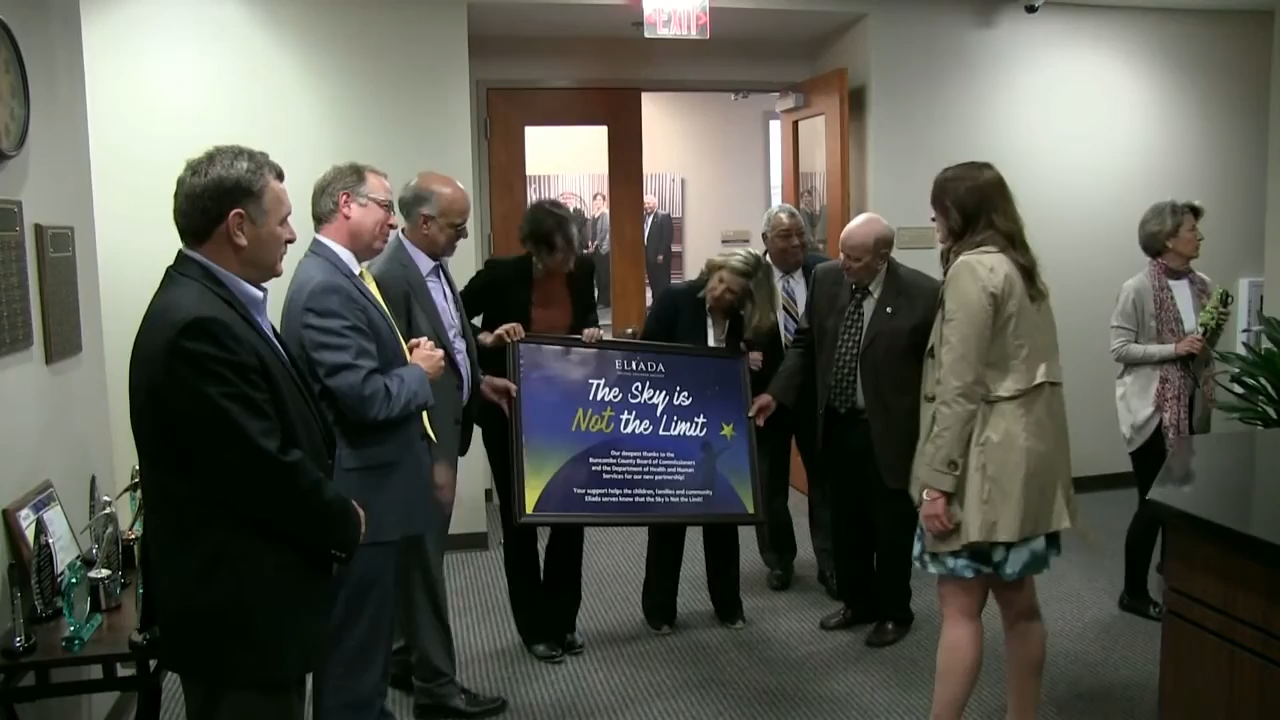 EXIT
ELIADA
The Sky is
Not the Limit
Our deepest thanks to the
Buncombe County Board of Commissioners
and the Department of Health and Human
Services for our new partnership!
Your support helps the children, families and community
Eliada serves know that the Sky is Not the Limit!